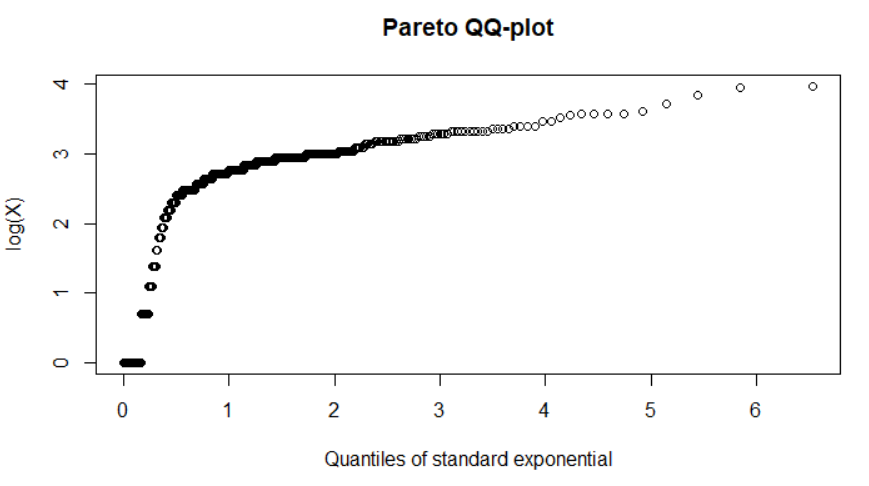 Pareto QQ-plot
4
3
2
1
0
log(X)
0 1 2 3 4 5 6
Quantiles of standard exponential